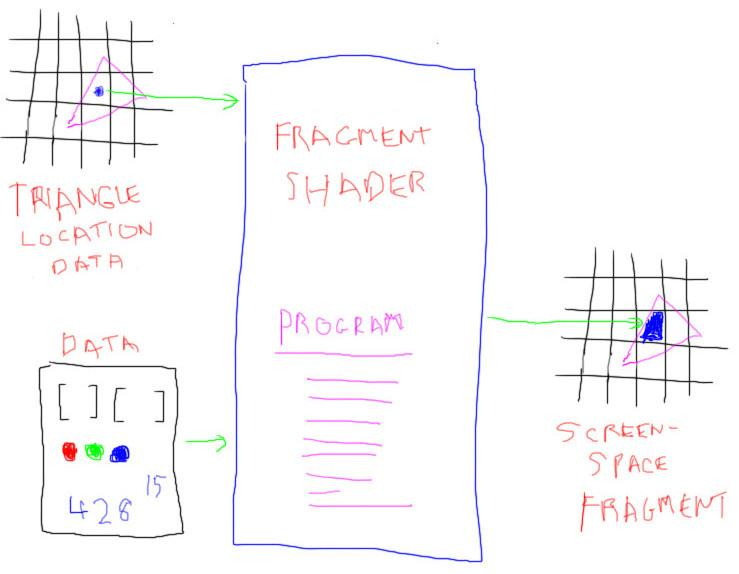 TRIANGLE
LOCATION
DATA
DATA
[ ] [ ]
428
15
FRAGMENT
SHADER
PROGRAM
SCREEN-
SPACE
FRAGMENT